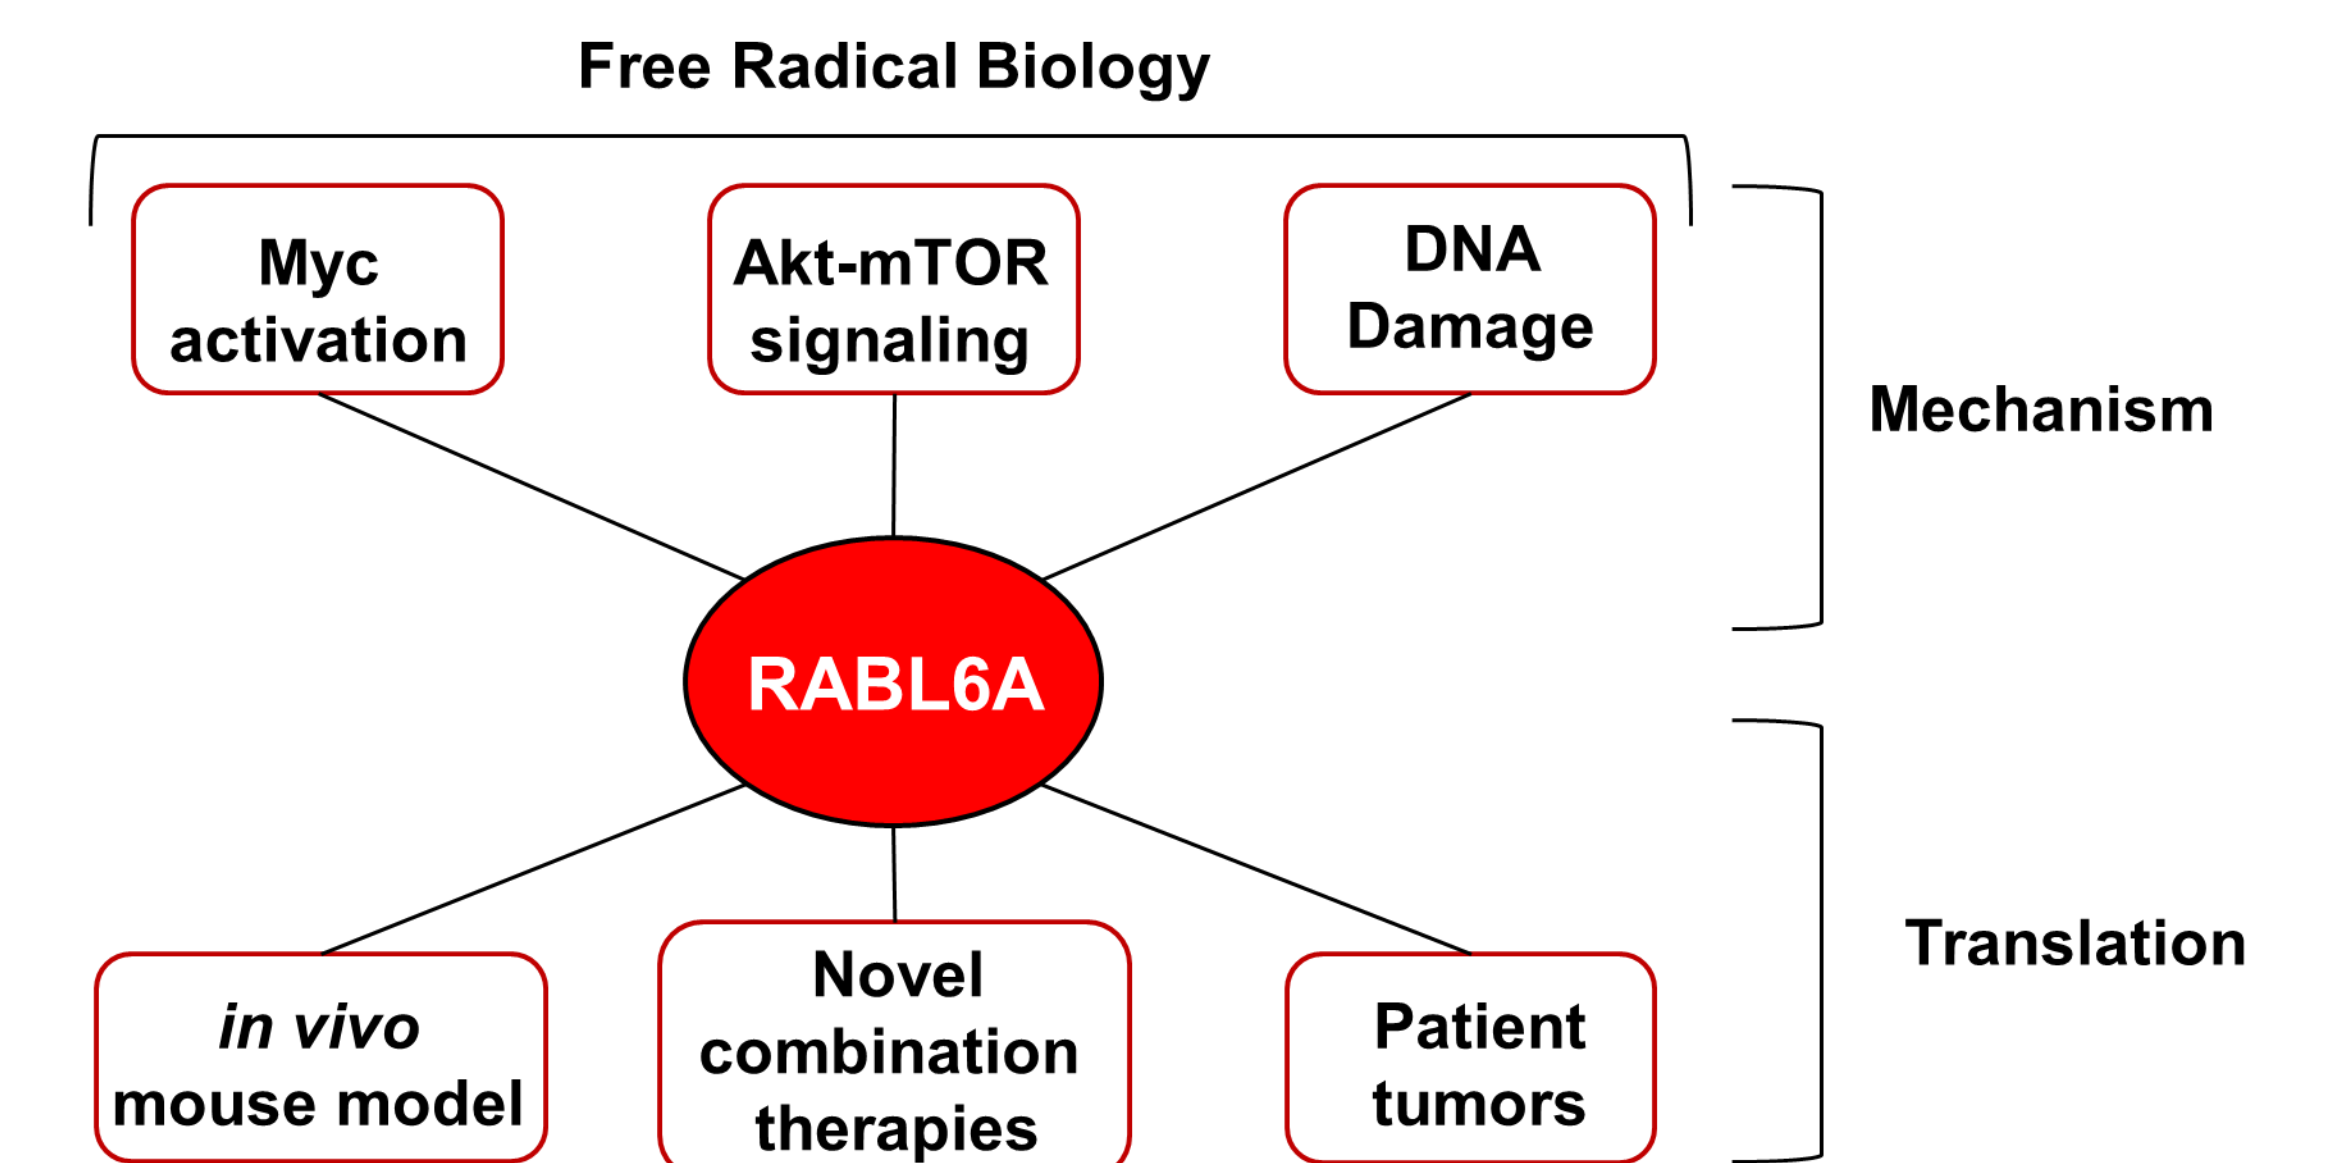 Free Radical Biology
Myc
activation
Akt-mTOR
signaling
DNA
Damage
Mechanism
RABL6A
Translation
in vivo
mouse model
Novel
combination
therapies
Patient
tumors